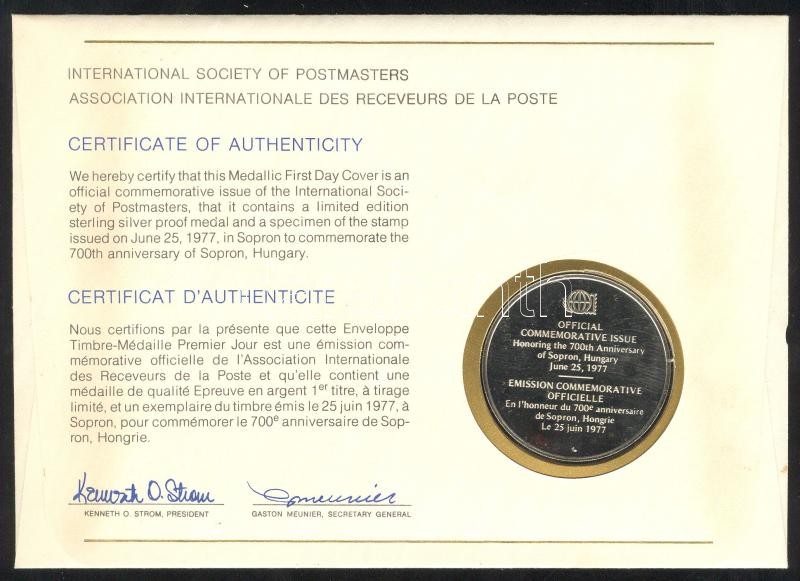 INTERNATIONAL SOCIETY OF POSTMASTERS
ASSOCIATION INTERNATIONALE DES RECEVEURS DE LA POSTE
CERTIFICATE OF AUTHENTICITY
We hereby certify that this Medallic First Day Cover is an
official commemorative issue of the International Soci-
ety of Postmasters, that it contains a limited edition
sterling silver proof medal and a specimen of the stamp
issued on June 25, 1977, in Sopron to commemorate the
700th anniversary of Sopron, Hungary.
CERTIFICAT D'AUTHENTICITE
Nous certifions par la présente que cette Enveloppe
Timbre-Médaille Premier Jour est une émission com-
mémorative officielle de l'Association Internationale
des Receveurs de la Poste et qu'elle contient une
médaille de qualité Epreuve en argent 1er titre, à tirage
limité, et un exemplaire du timbre émis le 25 juin 1977, à
Sopron, pour commémorer le 700e anniversaire de Sop-
ron, Hongrie.
Kenneth O. Strom
G Meunier
KENNETH O. STROM, PRESIDENT
GASTON MEUNIER, SECRETARY GENERAL
OFFICIAL
COMMEMORATIVE ISSUE
Honoring the 700th Anniversary
of Sopron, Hungary
June 25, 1977
EMISSION COMMEMORATIVE
OFFICIELLE
En l'honneur du 700e anniversaire
de Sopron, Hongrie
Le 25 juin 1977